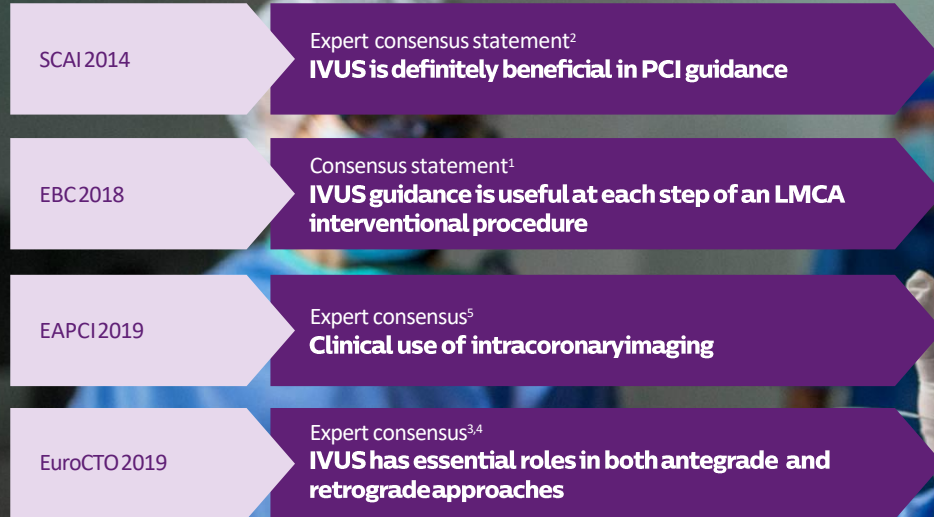 SCAI 2014
Expert consensus statement²
IVUS is definitely beneficial in PCI guidance
EBC 2018
Consensus statement¹
IVUS guidance is useful at each step of an LMCA
interventional procedure
EAPCI 2019
Expert consensus⁵
Clinical use of intracoronary imaging
EuroCTO 2019
Expert consensus³,⁴
IVUS has essential roles in both antegrade and
retrograde approaches